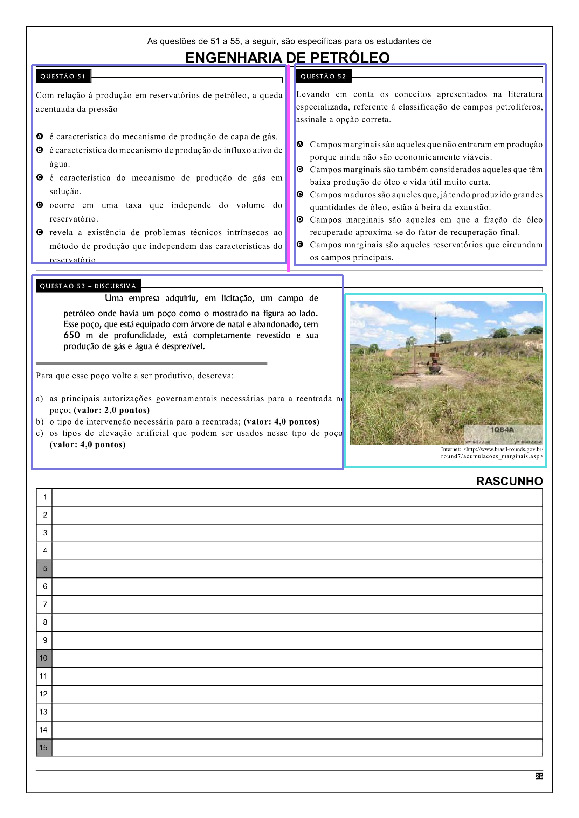 As questões de 51 a 55, a seguir, são específicas para os estudantes de
ENGENHARIA DE PETRÓLEO
QUESTÃO 51
Com relação à produção em reservatórios de petróleo, a queda
acentuada da pressão
A é característica do mecanismo de produção de capa de gás.
B é característica do mecanismo de produção de influxo ativo de
água.
C é característica do mecanismo de produção de gás em
solução.
D ocorre em uma taxa que independe do volume do
reservatório.
E revela a existência de problemas técnicos intrínsecos ao
método de produção que independem das características do
reservatório
QUESTÃO 52
Levando em conta os conceitos apresentados na literatura
especializada, referente à classificação de campos petrolíferos,
assinale a opção correta.
A Campos marginais são aqueles que não entraram em produção
porque ainda não são economicamente viáveis.
B Campos marginais são também considerados aqueles que têm
baixa produção de óleo e vida útil muito curta.
C Campos maduros são aqueles que, já tendo produzido grandes
quantidades de óleo, estão à beira da exaustão.
D Campos marginais são aqueles em que a fração de óleo
recuperado aproxima-se do fator de recuperação final.
E Campos marginais são aqueles reservatórios que circundam
os campos principais.
QUESTÃO 53 – DISCURSIVA
Uma empresa adquiriu, em licitação, um campo de
petróleo onde havia um poço como o mostrado na figura ao lado.
Esse poço, que está equipado com árvore de natal e abandonado, tem
650 m de profundidade, está completamente revestido e sua
produção de gás e água é desprezível.
Para que esse poço volte a ser produtivo, descreva:
a) as principais autorizações governamentais necessárias para a reentrada no
poço; (valor: 2,0 pontos)
b) o tipo de intervenção necessária para a reentrada; (valor: 4,0 pontos)
c) os tipos de elevação artificial que podem ser usados nesse tipo de poço
(valor: 4,0 pontos)
1QB4A
Internet: <http://www.brasil-rounds.gov.br/
round7/acumulacoes_marginais.asp>
RASCUNHO
1
2
3
4
5
6
7
8
9
10
11
12
13
14
15